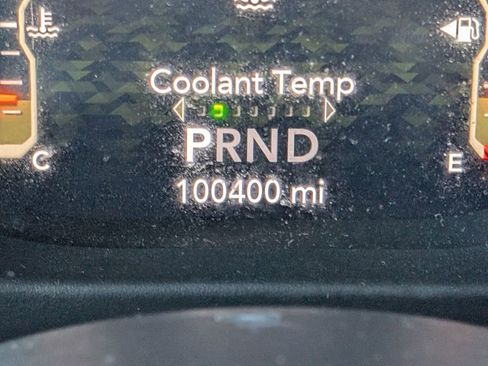 Coolant Temp
PRND
C
E
100400 mi